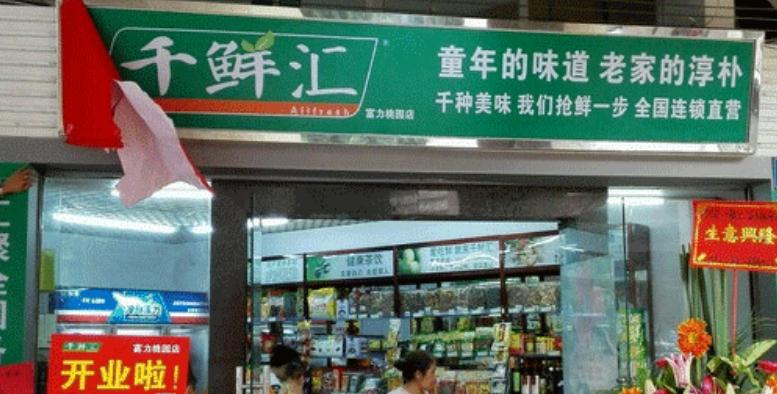 千鲜汇
®
Allfresh
富力桃园店
童年的味道 老家的淳朴
千种美味 我们抢鲜一步 全国连锁直营
健康茶饮
生意興隆
千鲜汇 富力桃园店
开业啦！